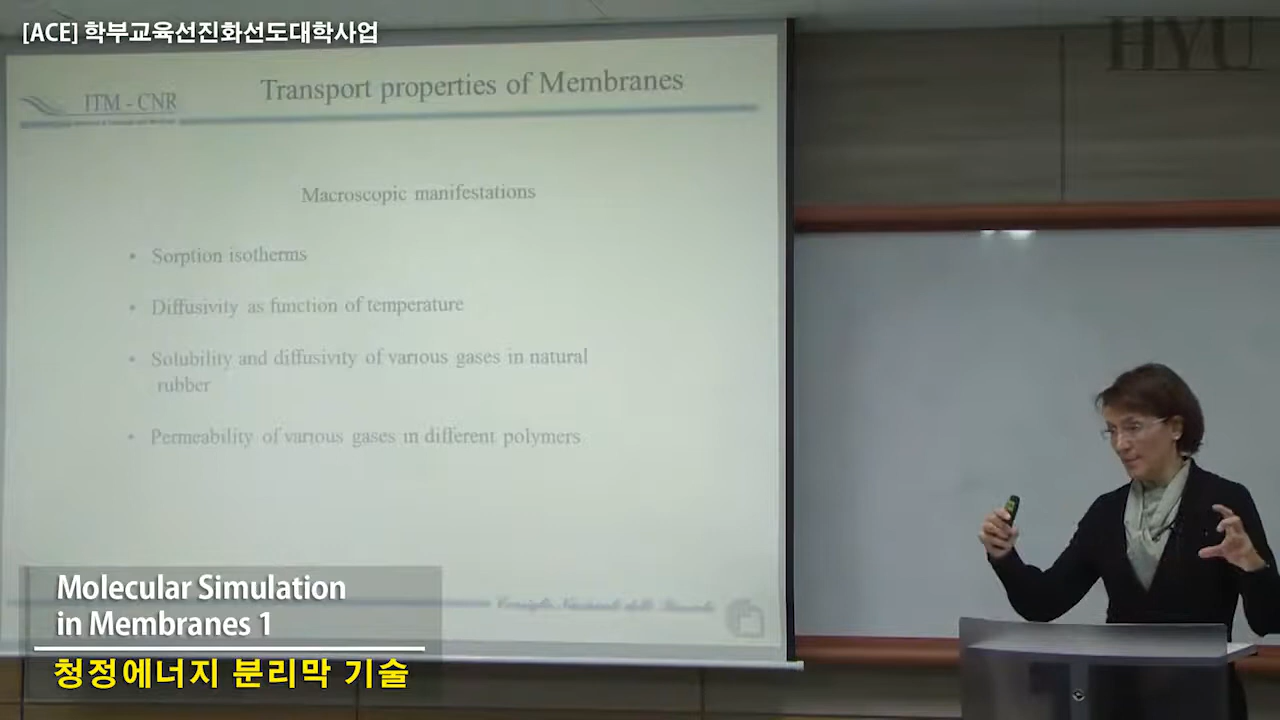 [ACE] 학부교육선진화선도대학사업
HYU
ITM - CNR
Transport properties of Membranes
Macroscopic manifestations
• Sorption isotherms
• Diffusivity as function of temperature
• Solubility and diffusivity of various gases in natural
rubber
• Permeability of various gases in different polymers
Molecular Simulation
in Membranes 1
청정에너지 분리막 기술